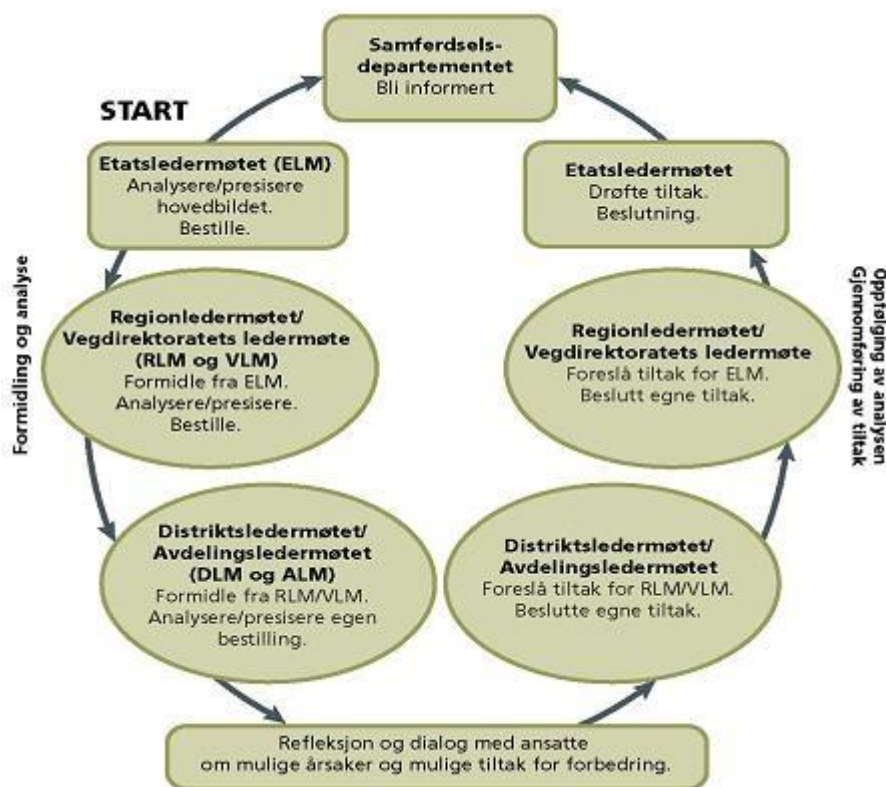 Samferdsels-
departementet
Bli informert
START
Etatsledermøtet (ELM)
Analysere/presisere
hovedbildet.
Bestille.
Formidling og analyse
Regionledermøtet/
Vegdirektoratets ledermøte
(RLM og VLM)
Formidle fra ELM.
Analysere/presisere.
Bestille.
Distriktsledermøtet/
Avdelingsledermøtet
(DLM og ALM)
Formidle fra RLM/VLM.
Analysere/presisere egen
bestilling.
Refleksjon og dialog med ansatte
om mulige årsaker og mulige tiltak for forbedring.
Distriktsledermøtet/
Avdelingsledermøtet
Foreslå tiltak for RLM/VLM.
Beslutte egne tiltak.
Regionledermøtet/
Vegdirektoratets ledermøte
Foreslå tiltak for ELM.
Beslutt egne tiltak.
Etatsledermøtet
Drøfte tiltak.
Beslutning.
Oppfølging av analysen
Gjennomføring av tiltak